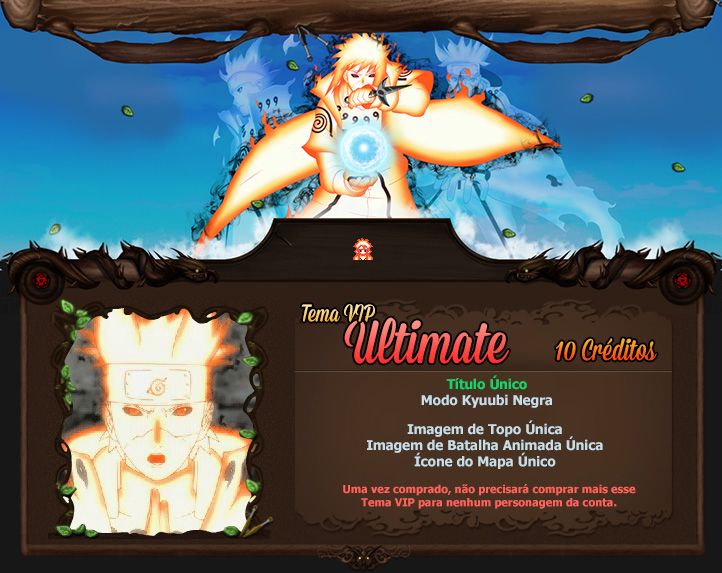 Tema VIP
Ultimate
10 Créditos
Título Único
Modo Kyuubi Negra
Imagem de Topo Única
Imagem de Batalha Animada Única
Ícone do Mapa Único
Uma vez comprado, não precisará comprar mais esse
Tema VIP para nenhum personagem da conta.